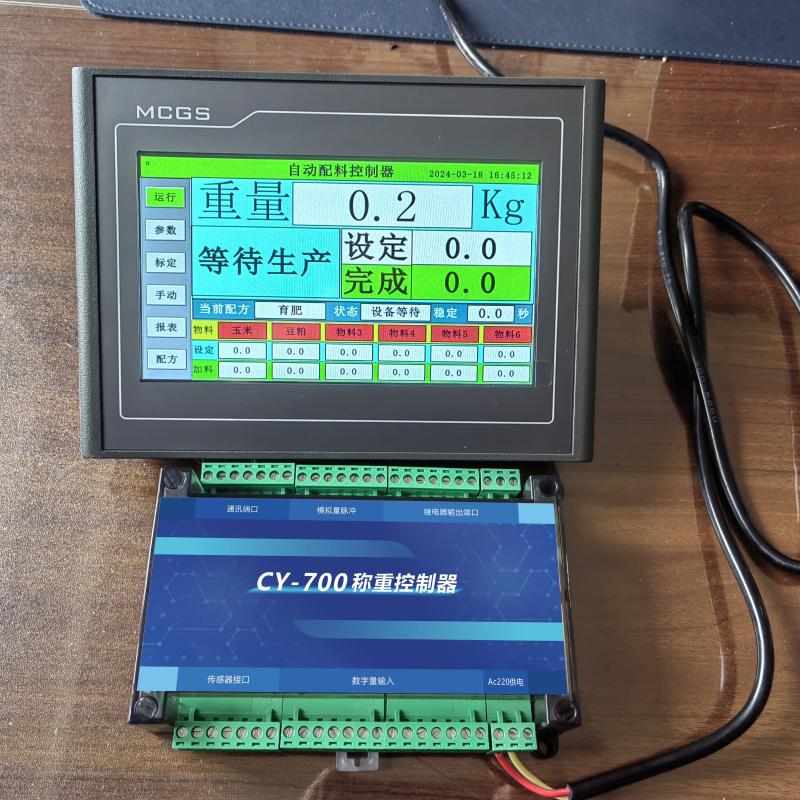 MCGS
自动配料控制器 2024-03-18 16:45:12
运行 重量 0.2 Kg
参数
标定 等待生产 设定 0.0
手动 完成 0.0
报表 当前配方 育肥 状态 设备等待 稳定 0.0 秒
物料 玉米 豆粕 物料3 物料4 物料5 物料6
配方 设定 0.0 0.0 0.0 0.0 0.0 0.0
加料 0.0 0.0 0.0 0.0 0.0 0.0
通讯端口 模拟量脉冲 继电器输出端口
CY-700称重控制器
传感器接口 数字量输入 Ac220供电